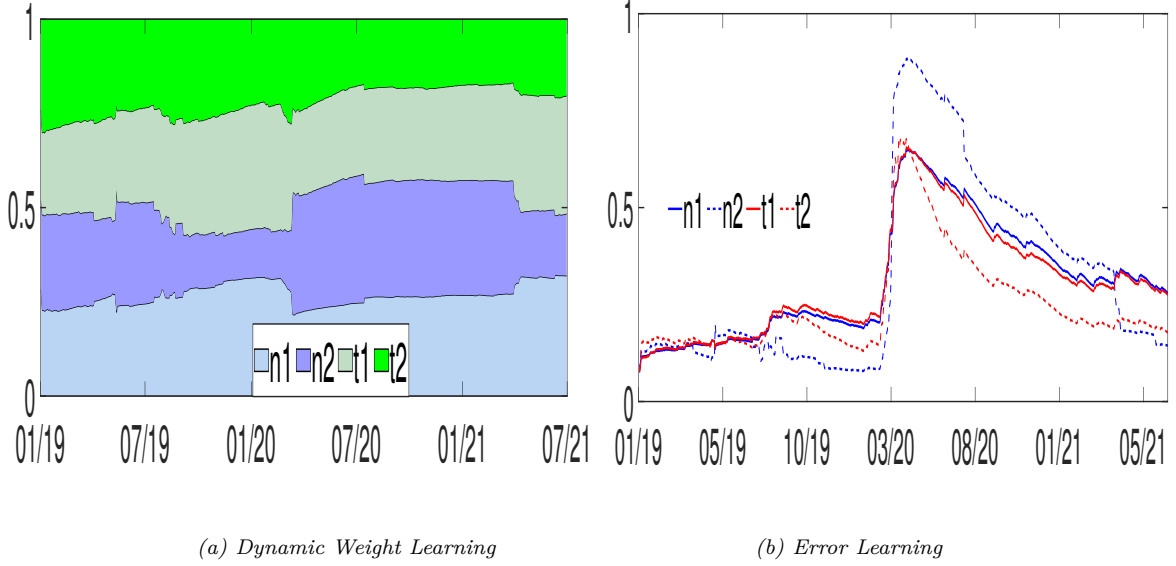 1
0.5
0
n1 n2 t1 t2
01/19 07/19 01/20 07/20 01/21 07/21
(a) Dynamic Weight Learning
1
0.5
n1 n2 t1 t2
0
01/19 05/19 10/19 03/20 08/20 01/21 05/21
(b) Error Learning